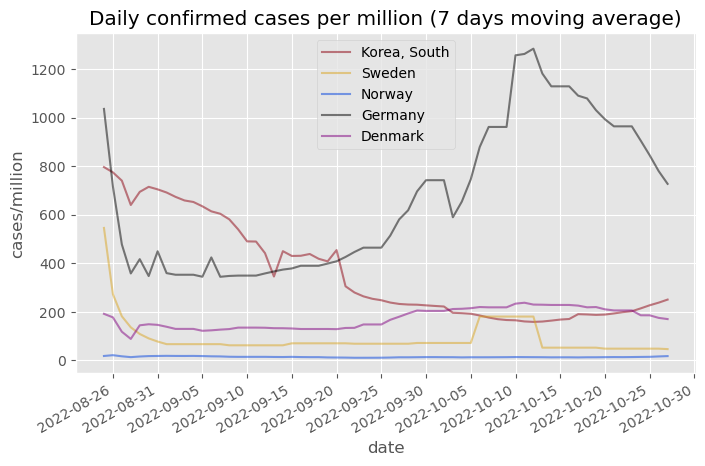 Daily confirmed cases per million (7 days moving average)
Korea, South
Sweden
Norway
Germany
Denmark
1200
1000
800
600
400
200
0
cases/million
2022-08-26
2022-08-31
2022-09-05
2022-09-10
2022-09-15
2022-09-20
2022-09-25
2022-09-30
2022-10-05
2022-10-10
2022-10-15
2022-10-20
2022-10-25
2022-10-30
date